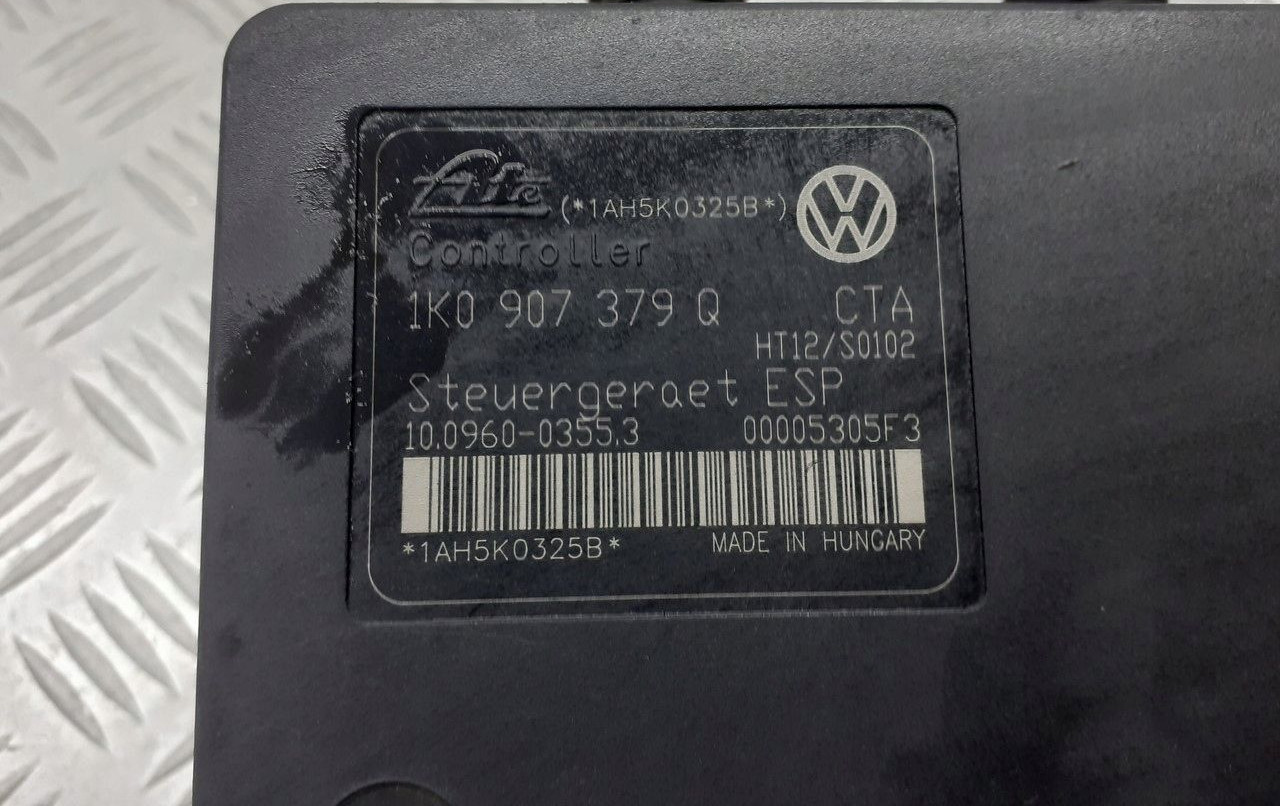 Ate (*1AH5K0325B*)
Controller
1K0 907 379 Q CTA
HT12/S0102
Steuergeraet ESP
10.0960-0355.3 00005305F3
*1AH5K0325B* MADE IN HUNGARY